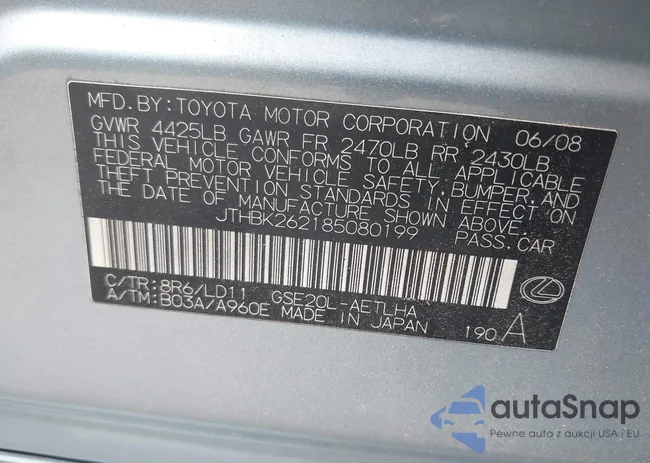 MFD.BY:TOYOTA MOTOR CORPORATION 06/08
GVWR 4425LB GAWR FR 2470LB RR 2430LB
THIS VEHICLE CONFORMS TO ALL APPLICABLE
FEDERAL MOTOR VEHICLE SAFETY, BUMPER, AND
THEFT PREVENTION STANDARDS IN EFFECT ON
THE DATE OF MANUFACTURE SHOWN ABOVE.
JTHBK262185080199 PASS.CAR
C/TR:8R6/LD11 GSE20L-AETLHA
A/TM:B03A/A960E MADE IN JAPAN 190 A
autaSnap
Pewne auta z aukcji USA i EU